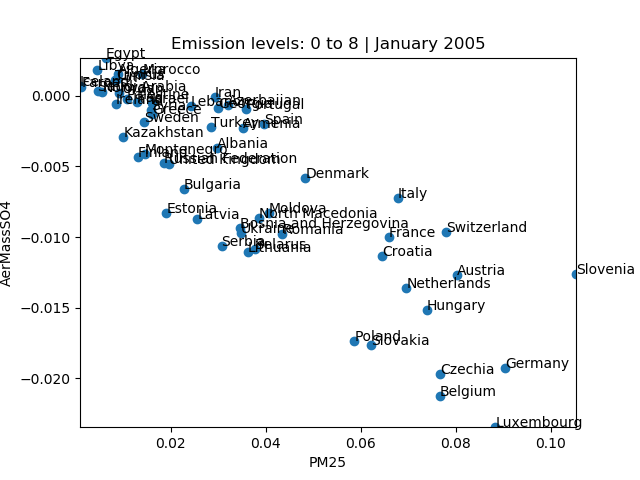 Emission levels: 0 to 8 | January 2005
Egypt
Libya
Morocco
Iran
Azerbaijan
Portugal
Spain
Armenia
Turkey
Sweden
Kazakhstan
Albania
Montenegro
Finland
Russian Federation
United Kingdom
Denmark
Bulgaria
Italy
Estonia
Latvia
Moldova
North Macedonia
Bosnia and Herzegovina
Ukraine
Romania
Serbia
Belarus
Lithuania
France
Switzerland
Croatia
Austria
Slovenia
Netherlands
Hungary
Poland
Slovakia
Czechia
Germany
Belgium
Luxembourg
0.000
−0.005
−0.010
−0.015
−0.020
AerMassSO4
0.02 0.04 0.06 0.08 0.10
PM25